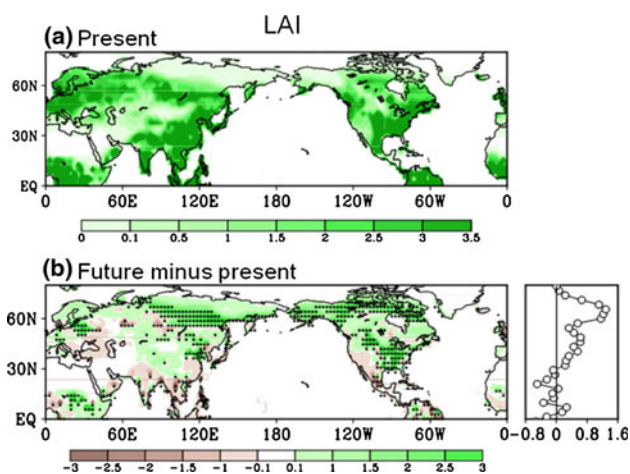 LAI
(a) Present
60N
30N
EQ
0 60E 120E 180 120W 60W 0
0 0.1 0.5 1 1.5 2 2.5 3 3.5
(b) Future minus present
60N
30N
EQ
0 60E 120E 180 120W 60W 0
-0.8 0 0.8 1.6
-3 -2.5 -2 -1.5 -1 -0.1 0.1 1 1.5 2 2.5 3